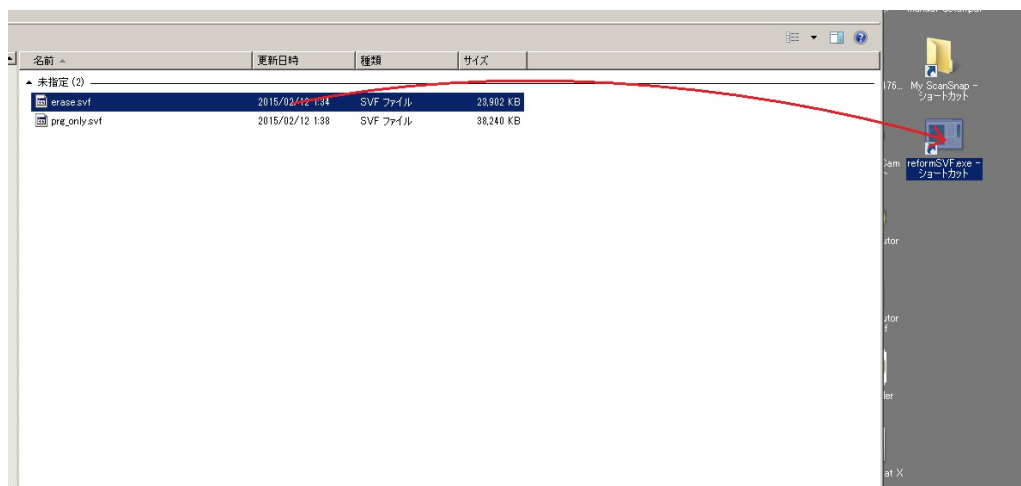 名前
更新日時
種類
サイズ
未指定 (2)
erase.svf
2015/02/12 1:34
SVF ファイル
23,902 KB
prg_only.svf
2015/02/12 1:38
SVF ファイル
38,240 KB
My ScanSnap -
ショートカット
reformSVF.exe -
ショートカット